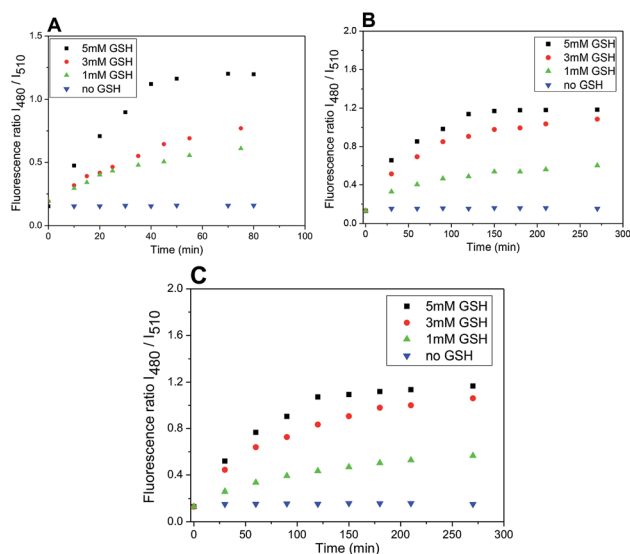 A
Fluorescence ratio I480 / I510
1.5
1.0
0.5
0.0
5mM GSH
3mM GSH
1mM GSH
no GSH
0 20 40 60 80 100
Time (min)
B
Fluorescence ratio I480 / I510
2.0
1.6
1.2
0.8
0.4
0.0
5mM GSH
3mM GSH
1mM GSH
no GSH
0 50 100 150 200 250 300
Time (min)
C
Fluorescence ratio I480 / I510
2.0
1.6
1.2
0.8
0.4
0.0
5mM GSH
3mM GSH
1mM GSH
no GSH
0 50 100 150 200 250 300
Time (min)